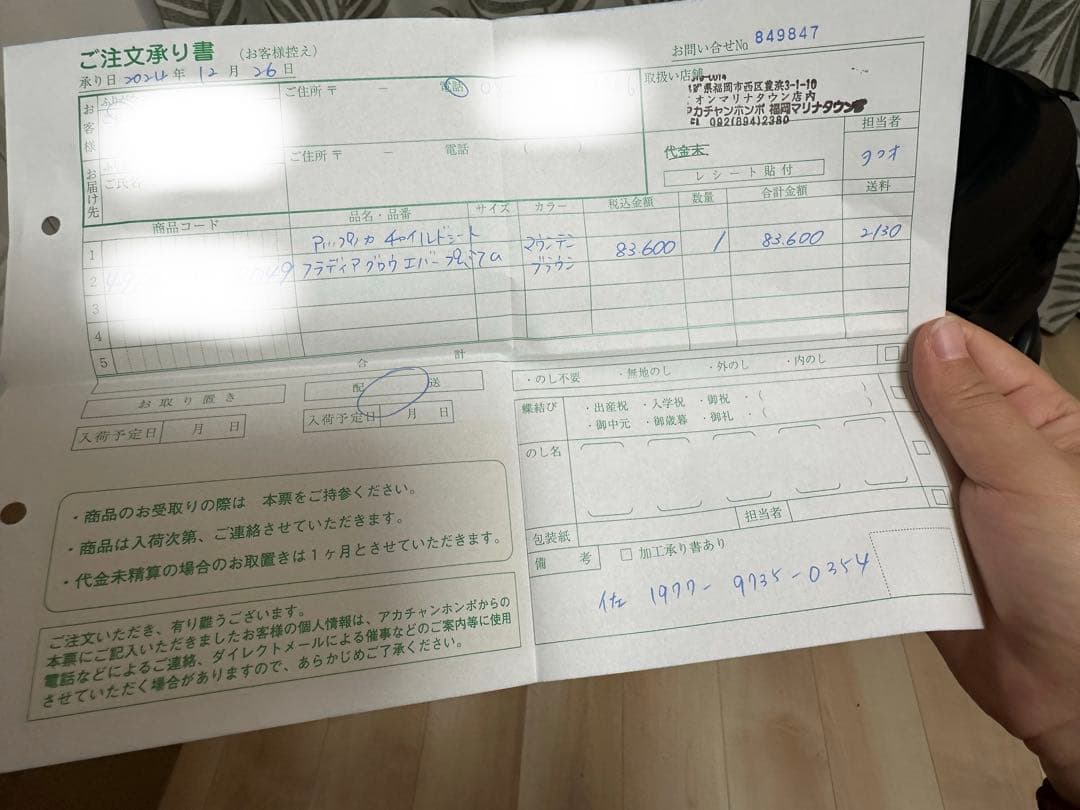 ご注文承り書 (お客様控え)
お問い合せNo 849847
承り日 2024年 12月 26日
お客様
ご住所 〒 －
電話
取扱い店舗
県福岡市西区豊浜3-1-10
オンマリナタウン店内
アカチャンホンポ 福岡マリナタウン
092(894)2380
お届け先
ご氏名
ご住所 〒 － 電話 ( )
代金未
レシート貼付
担当者
商品コード 品名・品番 サイズ カラー 税込金額 数量 合計金額 送料
1 アップリカ チャイルドシート マウンテン 83.600 1 83.600 2130
2 フラディアグロウ エバー プレミアム ブラウン
3
4
5
合 計
お取り置き
入荷予定日 月 日
配 送
入荷予定日 月 日
・のし不要 ・無地のし ・外のし ・内のし
蝶結び ・出産祝 ・入学祝 ・御祝 ・( )
・御中元 ・御歳暮 ・御礼 ・( )
のし名
包装紙
担当者
備 考
□ 加工承り書あり
1977-9735-0354
・商品のお受取りの際は 本票をご持参ください。
・商品は入荷次第、ご連絡させていただきます。
・代金未精算の場合のお取置きは1ヶ月とさせていただきます。
ご注文いただき、有り難うございます。
本票にご記入いただきましたお客様の個人情報は、アカチャンホンポからの
電話などによるご連絡、ダイレクトメールによる催事などのご案内等に使用
させていただく場合がありますので、あらかじめご了承ください。